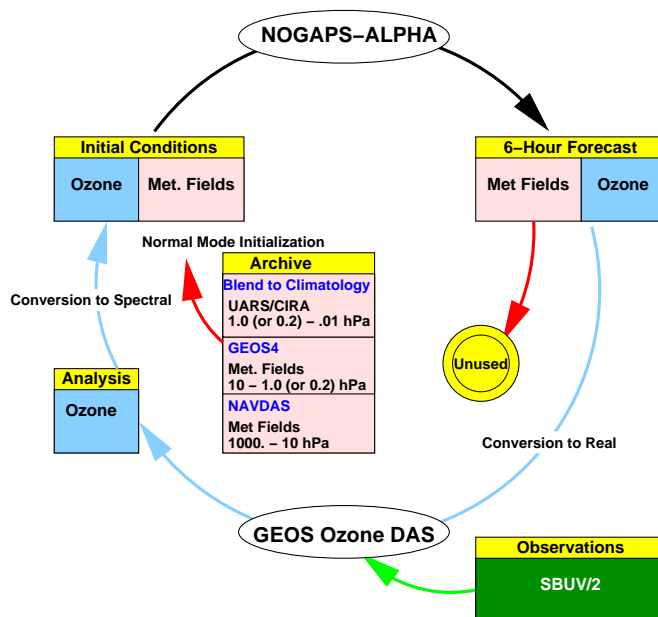 NOGAPS−ALPHA
Initial Conditions
Ozone
Met. Fields
6−Hour Forecast
Met Fields
Ozone
Normal Mode Initialization
Archive
Blend to Climatology
UARS/CIRA
1.0 (or 0.2) − .01 hPa
GEOS4
Met. Fields
10 − 1.0 (or 0.2) hPa
NAVDAS
Met Fields
1000. − 10 hPa
Conversion to Spectral
Unused
Analysis
Ozone
Conversion to Real
GEOS Ozone DAS
Observations
SBUV/2